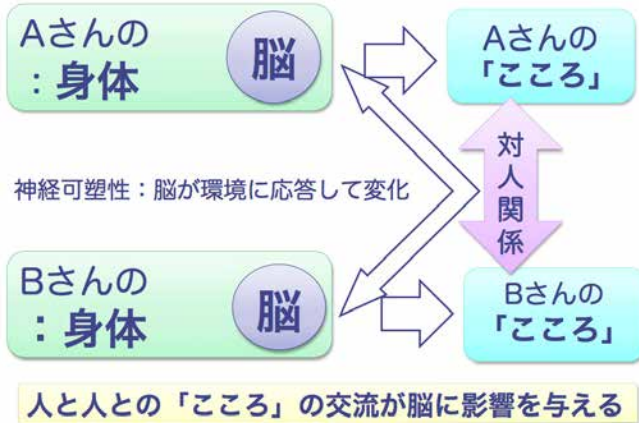 Aさんの
：身体
脳
Aさんの
「こころ」
対人関係
神経可塑性：脳が環境に応答して変化
Bさんの
：身体
脳
Bさんの
「こころ」
人と人との「こころ」の交流が脳に影響を与える